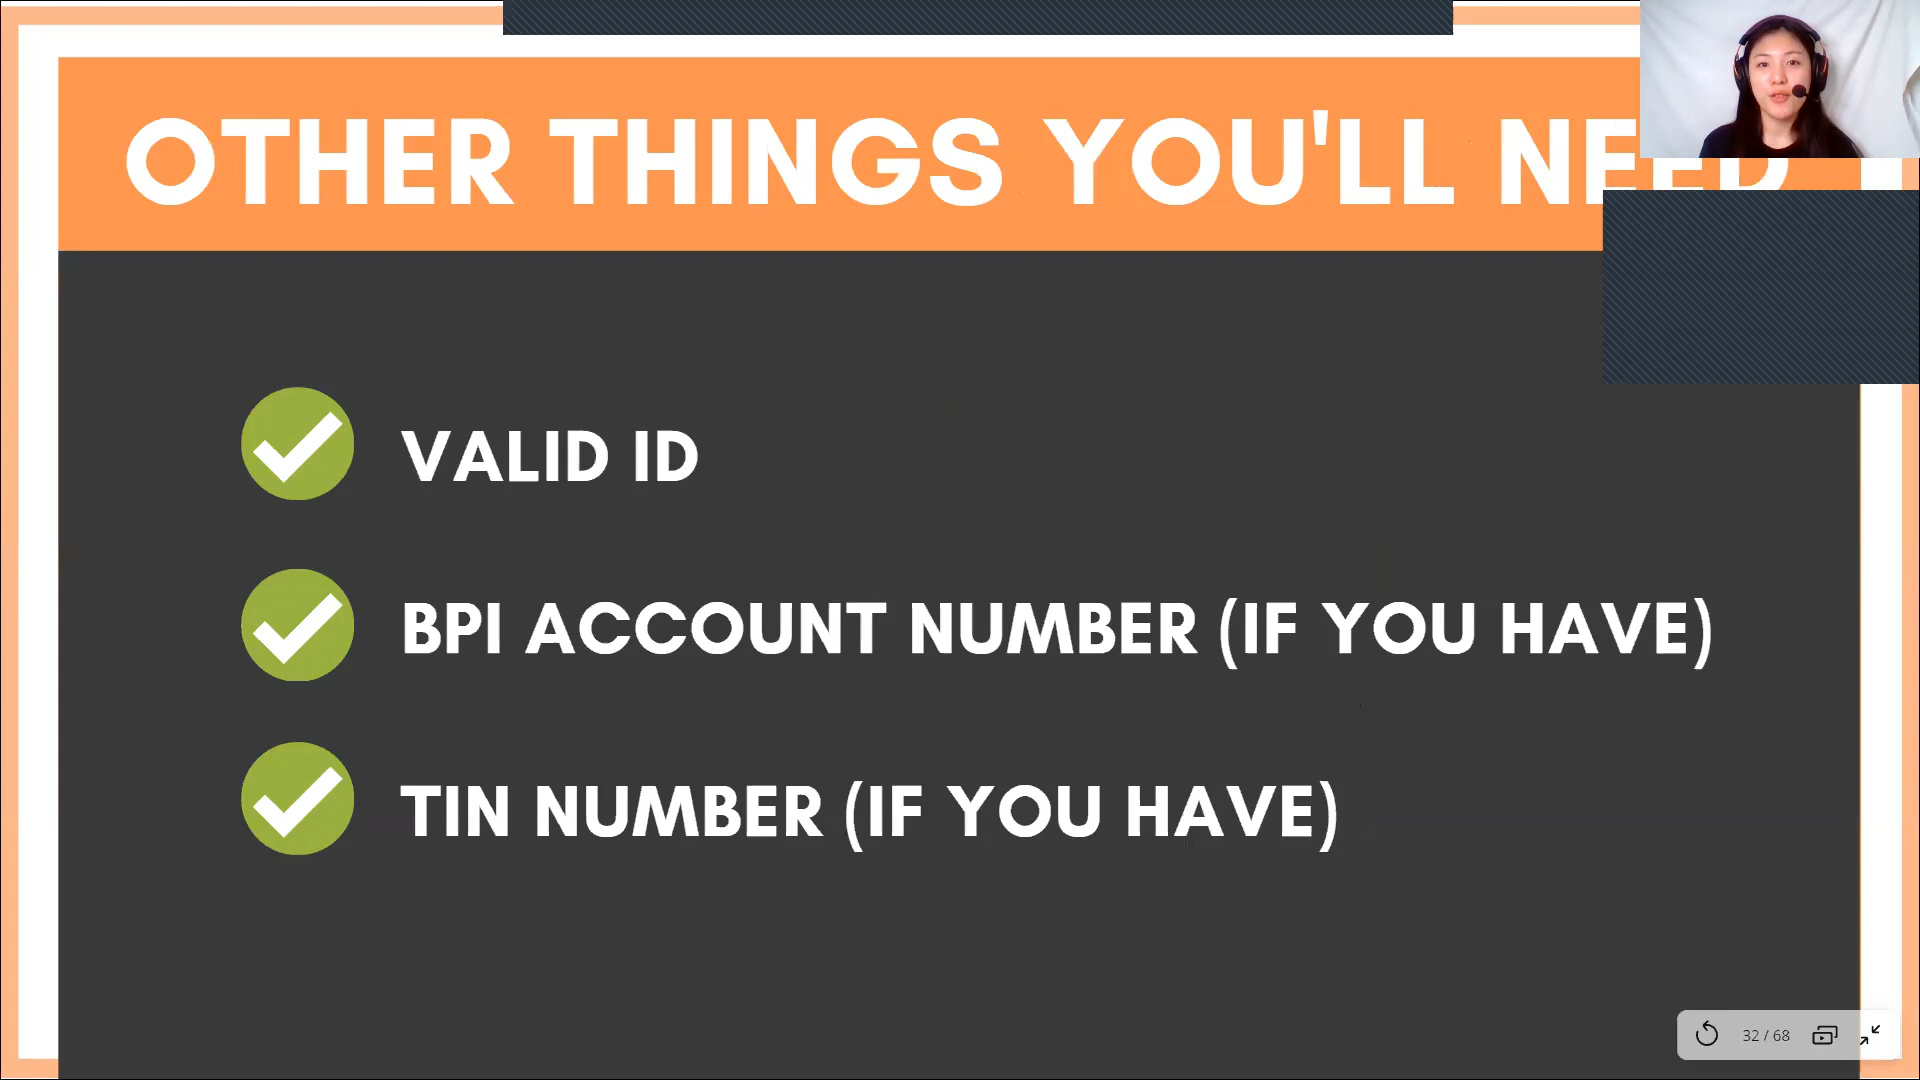 OTHER THINGS YOU'LL NEED
VALID ID
BPI ACCOUNT NUMBER (IF YOU HAVE)
TIN NUMBER (IF YOU HAVE)
32 / 68